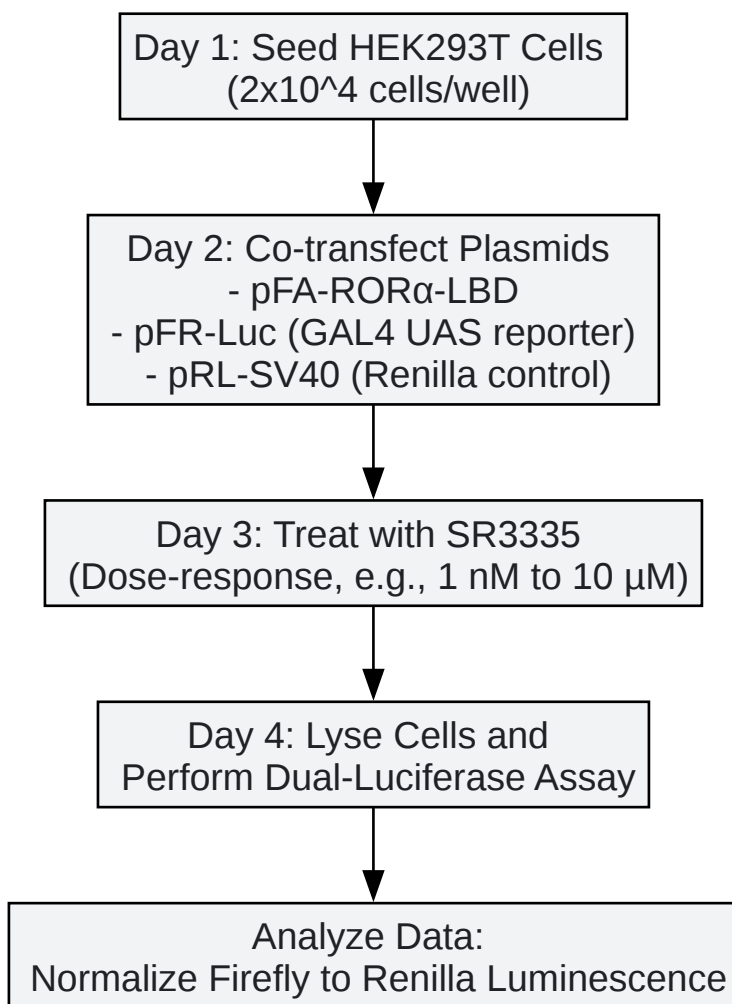 Day 1: Seed HEK293T Cells
(2x10^4 cells/well)
Day 2: Co-transfect Plasmids
- pFA-RORα-LBD
- pFR-Luc (GAL4 UAS reporter)
- pRL-SV40 (Renilla control)
Day 3: Treat with SR3335
(Dose-response, e.g., 1 nM to 10 µM)
Day 4: Lyse Cells and
Perform Dual-Luciferase Assay
Analyze Data:
Normalize Firefly to Renilla Luminescence